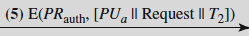 (5) E(PRauth, [PUa || Request || T2])